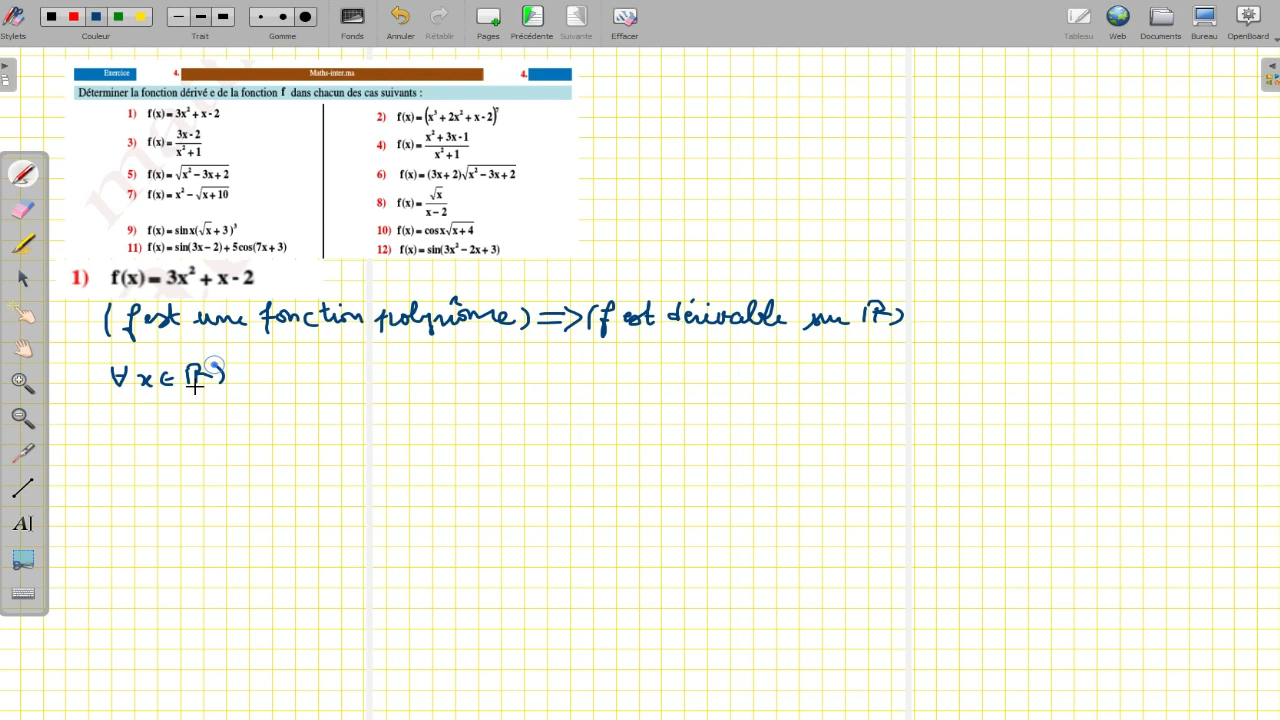 Stylets Couleur Trait Gomme Fonds Annuler Rétablir Pages Précédente Suivante Effacer Tableau Web Documents Bureau OpenBoard
Exercice 4. Maths-inter.ma 4.
Déterminer la fonction dérivé e de la fonction f dans chacun des cas suivants :
1) f(x) = 3x² + x - 2
2) f(x) = (x³ + 2x² + x - 2)⁷
3) f(x) = (3x - 2)/(x² + 1)
4) f(x) = (x² + 3x - 1)/(x² + 1)
5) f(x) = √(x² − 3x + 2)
6) f(x) = (3x + 2)√(x² − 3x + 2)
7) f(x) = x² − √(x + 10)
8) f(x) = √x/(x − 2)
9) f(x) = sin x(√x + 3)³
10) f(x) = cos x√(x + 4)
11) f(x) = sin(3x − 2) + 5cos(7x + 3)
12) f(x) = sin(3x² − 2x + 3)
1) f(x) = 3x² + x - 2
(f est une fonction polynôme) ⟹ (f est dérivable sur ℝ)
∀ x ∈ ℝ)
AI